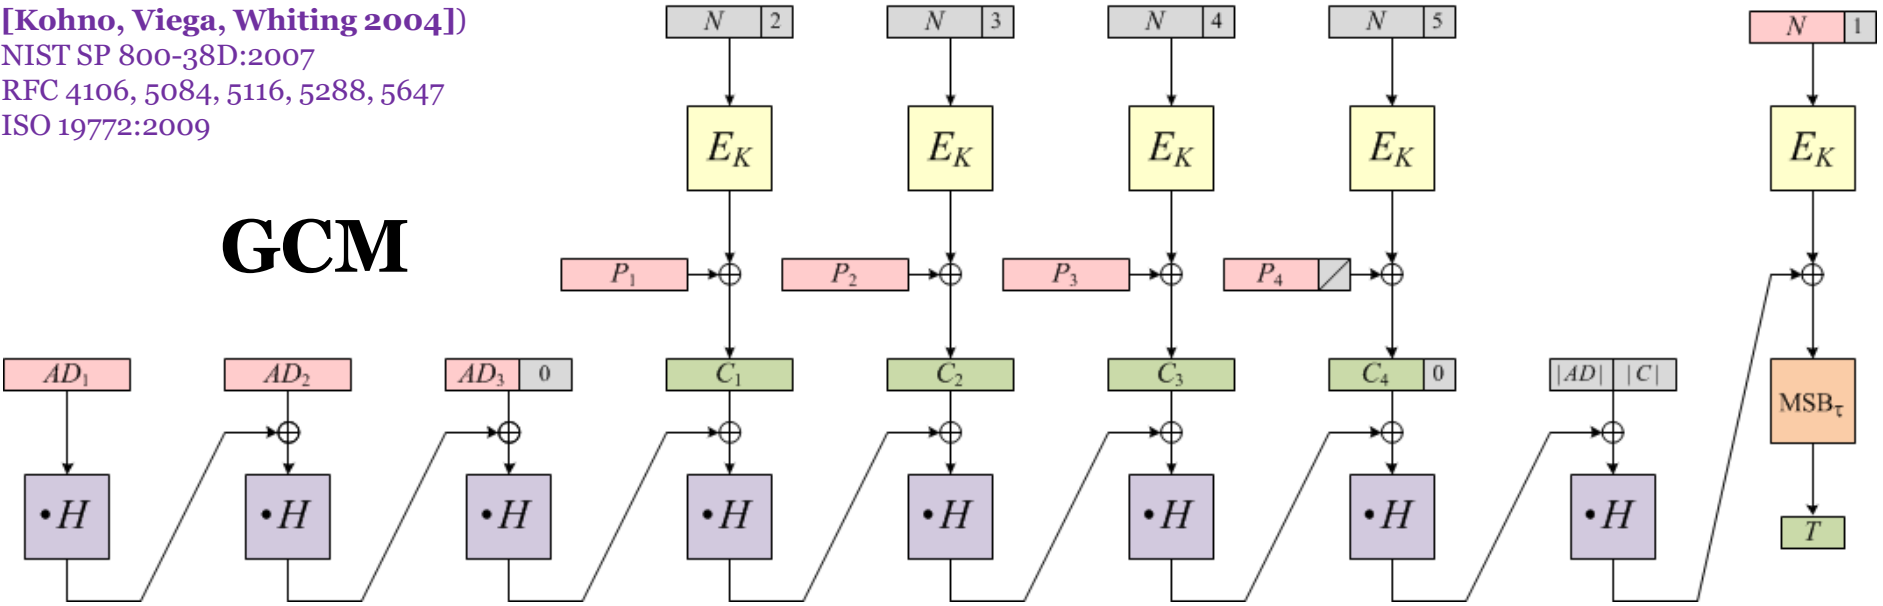 [Kohno, Viega, Whiting 2004])
NIST SP 800-38D:2007
RFC 4106, 5084, 5116, 5288, 5647
ISO 19772:2009
GCM
N 2 N 3 N 4 N 5 N 1
E_K E_K E_K E_K E_K
P_1 P_2 P_3 P_4
AD_1 AD_2 AD_3 0 C_1 C_2 C_3 C_4 0 |AD| |C|
MSB_τ
•H •H •H •H •H •H •H •H
T